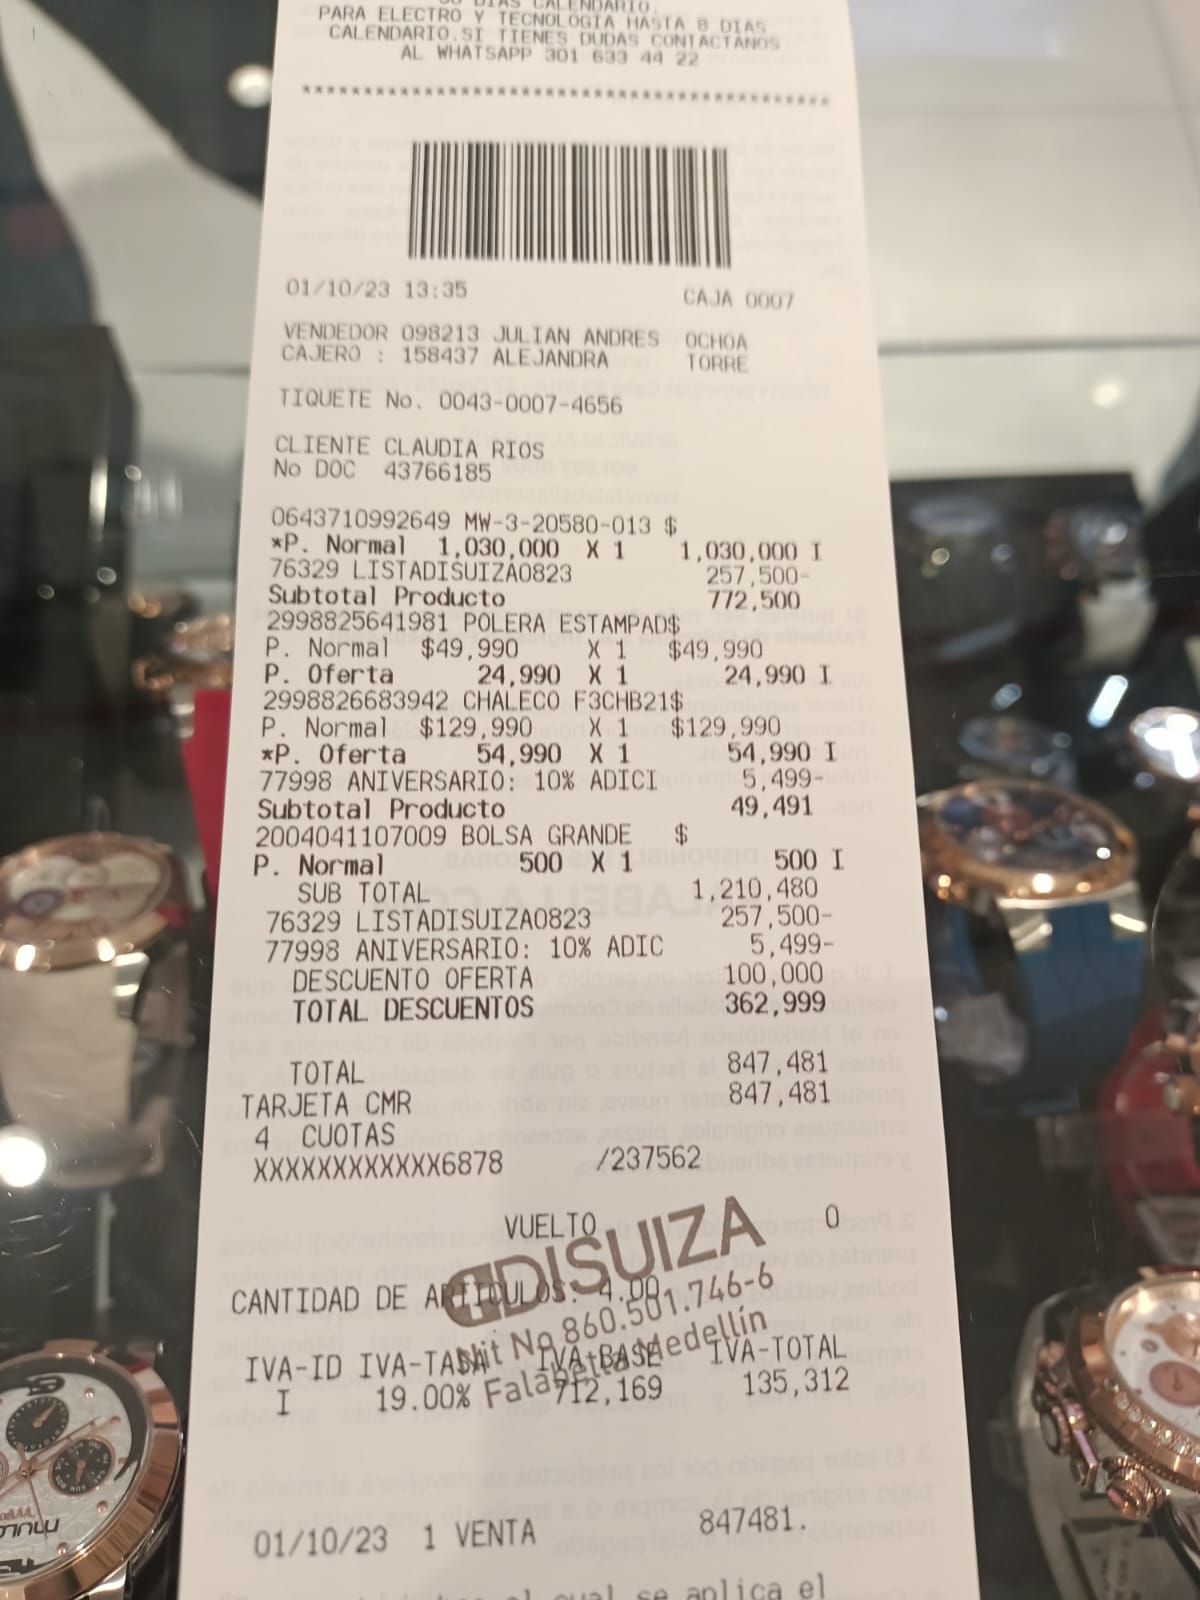 DIAS CALENDARIO.
PARA ELECTRO Y TECNOLOGIA HASTA 8 DIAS
CALENDARIO.SI TIENES DUDAS CONTACTANOS
AL WHATSAPP 301 633 44 22
01/10/23 13:35 CAJA 0007
VENDEDOR 098213 JULIAN ANDRES OCHOA
CAJERO : 158437 ALEJANDRA TORRE
TIQUETE No. 0043-0007-4656
CLIENTE CLAUDIA RIOS
No DOC 43766185
0643710992649 MW-3-20580-013 $
*P. Normal 1,030,000 X 1 1,030,000 I
76329 LISTADISUIZA0823 257,500-
Subtotal Producto 772,500
2998825641981 POLERA ESTAMPAD$
P. Normal $49,990 X 1 $49,990
P. Oferta 24,990 X 1 24,990 I
2998826683942 CHALECO F3CHB21$
P. Normal $129,990 X 1 $129,990
*P. Oferta 54,990 X 1 54,990 I
77998 ANIVERSARIO: 10% ADICI 5,499-
Subtotal Producto 49,491
2004041107009 BOLSA GRANDE $
P. Normal 500 X 1 500 I
SUB TOTAL 1,210,480
76329 LISTADISUIZA0823 257,500-
77998 ANIVERSARIO: 10% ADIC 5,499-
DESCUENTO OFERTA 100,000
TOTAL DESCUENTOS 362,999
TOTAL 847,481
TARJETA CMR 847,481
4 CUOTAS
XXXXXXXXXXXX6878 /237562
VUELTO 0
DISUIZA
CANTIDAD DE ARTICULOS: 4.00
Nit No 860.501.746-6
Falabella Medellín
IVA-ID IVA-TASA IVA-BASE IVA-TOTAL
I 19.00% 712,169 135,312
01/10/23 1 VENTA 847481.
el cual se aplica el